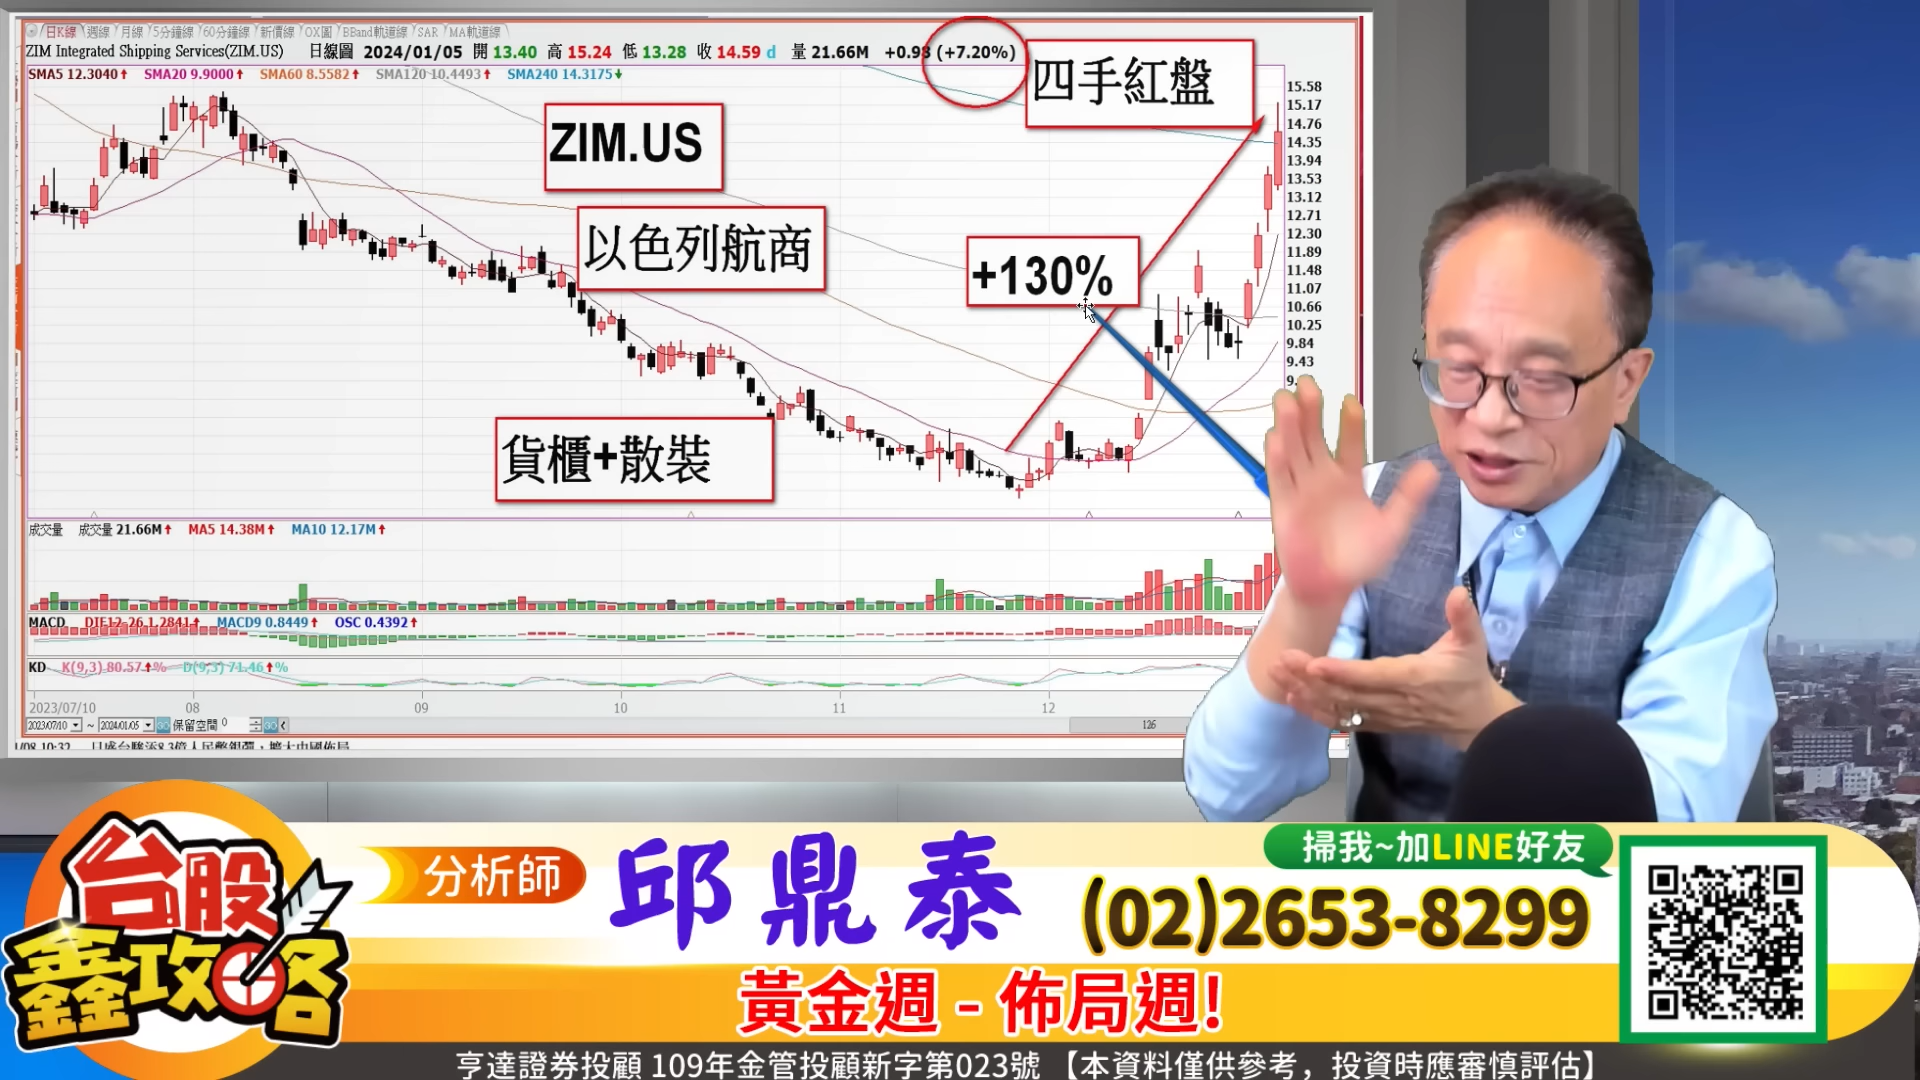 日K線 週線 月線 5分鐘線 60分鐘線 新價線 OX圖 BBand軌道線 SAR MA軌道線
ZIM Integrated Shipping Services(ZIM.US) 日線圖 2024/01/05 開 13.40 高 15.24 低 13.28 收 14.59 d 量 21.66M +0.98 (+7.20%)
SMA5 12.3040 SMA20 9.9000 SMA60 8.5582 SMA120 10.4493 SMA240 14.3175
四手紅盤
ZIM.US
以色列航商
+130%
貨櫃+散裝
15.58
15.17
14.76
14.35
13.94
13.53
13.12
12.71
12.30
11.89
11.48
11.07
10.66
10.25
9.84
9.43
成交量 成交量 21.66M MA5 14.38M MA10 12.17M
MACD DIF12-26 1.2841 MACD9 0.8449 OSC 0.4392
KD K(9,3) 80.57 % D(9,3) 71.46 %
2023/07/10 08 09 10 11 12
2023/07/10 ~ 2024/01/05 保留空間 0 126
台股
鑫攻略
分析師
邱鼎泰
掃我~加LINE好友
(02)2653-8299
黃金週 - 佈局週!
亨達證券投顧 109年金管投顧新字第023號 【本資料僅供參考，投資時應審慎評估】